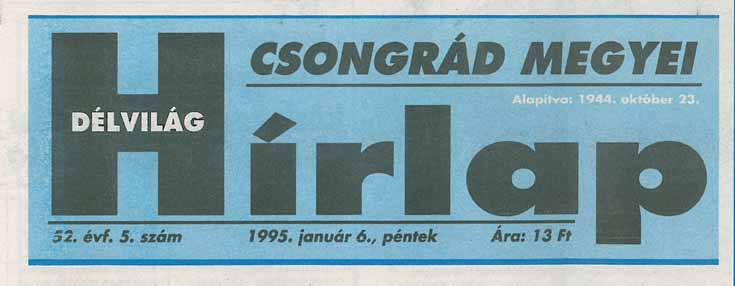 CSONGRÁD MEGYEI
Alapítva: 1944. október 23.
DÉLVILÁG
Hírlap
52. évf. 5. szám 1995. január 6., péntek Ára: 13 Ft